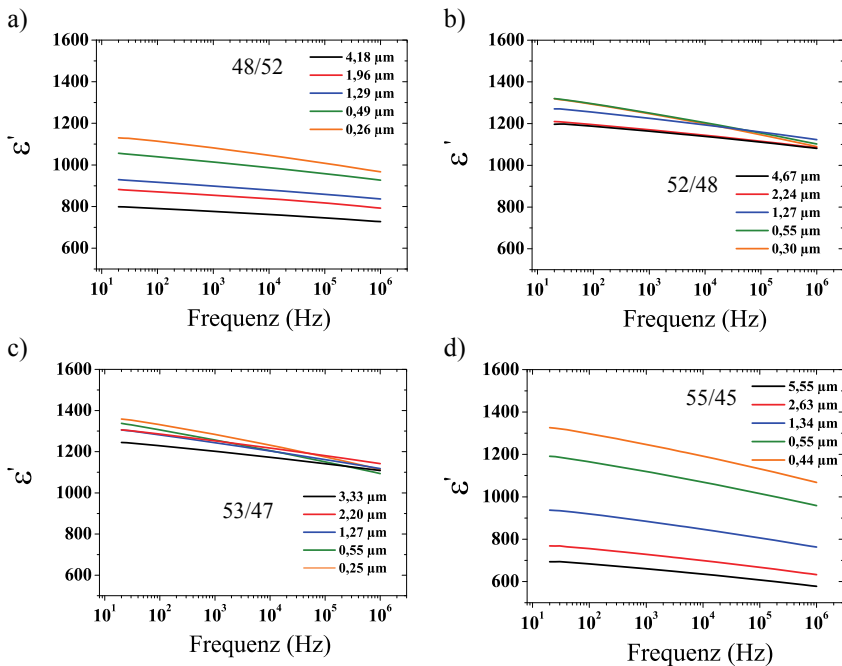 a)
1600
1400
1200
1000
800
600
ε'
48/52
4,18 µm
1,96 µm
1,29 µm
0,49 µm
0,26 µm
10¹ 10² 10³ 10⁴ 10⁵ 10⁶
Frequenz (Hz)
b)
1600
1400
1200
1000
800
600
ε'
4,67 µm
2,24 µm
1,27 µm
0,55 µm
0,30 µm
52/48
10¹ 10² 10³ 10⁴ 10⁵ 10⁶
Frequenz (Hz)
c)
1600
1400
1200
1000
800
600
ε'
53/47
3,33 µm
2,20 µm
1,27 µm
0,55 µm
0,25 µm
10¹ 10² 10³ 10⁴ 10⁵ 10⁶
Frequenz (Hz)
d)
1600
1400
1200
1000
800
600
ε'
55/45
5,55 µm
2,63 µm
1,34 µm
0,55 µm
0,44 µm
10¹ 10² 10³ 10⁴ 10⁵ 10⁶
Frequenz (Hz)